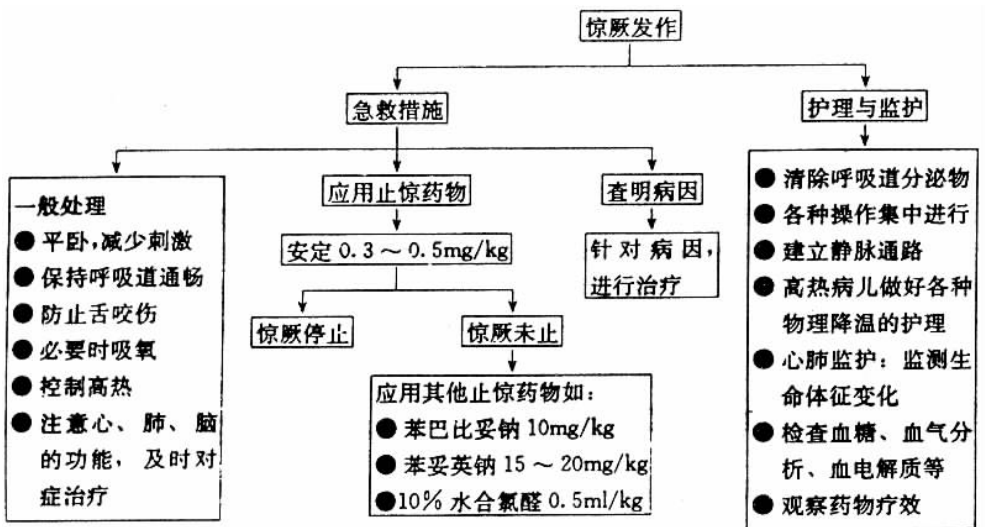 惊厥发作
急救措施
护理与监护
一般处理
●平卧,减少刺激
●保持呼吸道通畅
●防止舌咬伤
●必要时吸氧
●控制高热
●注意心、肺、脑
的功能，及时对
症治疗
应用止惊药物
安定 0.3～0.5mg/kg
惊厥停止
惊厥未止
应用其他止惊药物如:
●苯巴比妥钠 10mg/kg
●苯妥英钠 15～20mg/kg
●10% 水合氯醛 0.5ml/kg
查明病因
针对病因，
进行治疗
●清除呼吸道分泌物
●各种操作集中进行
●建立静脉通路
●高热病儿做好各种
物理降温的护理
●心肺监护：监测生
命体征变化
●检查血糖、血气分
析、血电解质等
●观察药物疗效